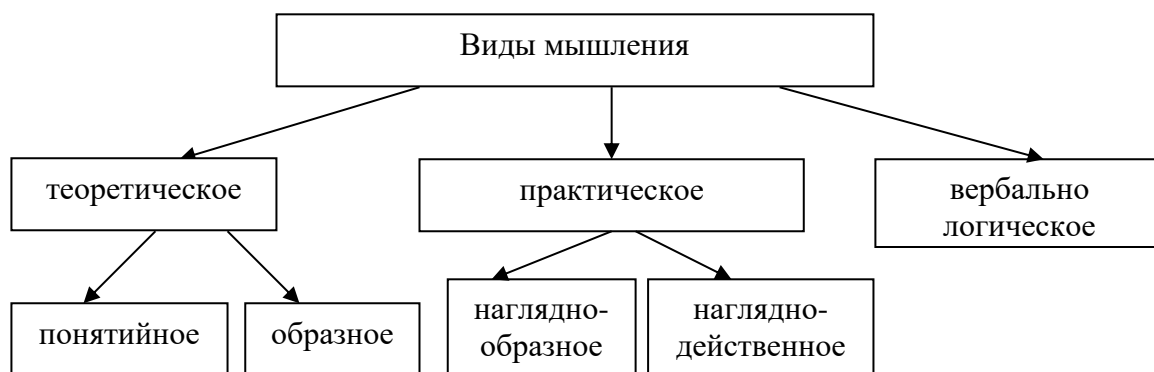 Виды мышления
теоретическое
практическое
вербально
логическое
понятийное
образное
наглядно-
образное
наглядно-
действенное